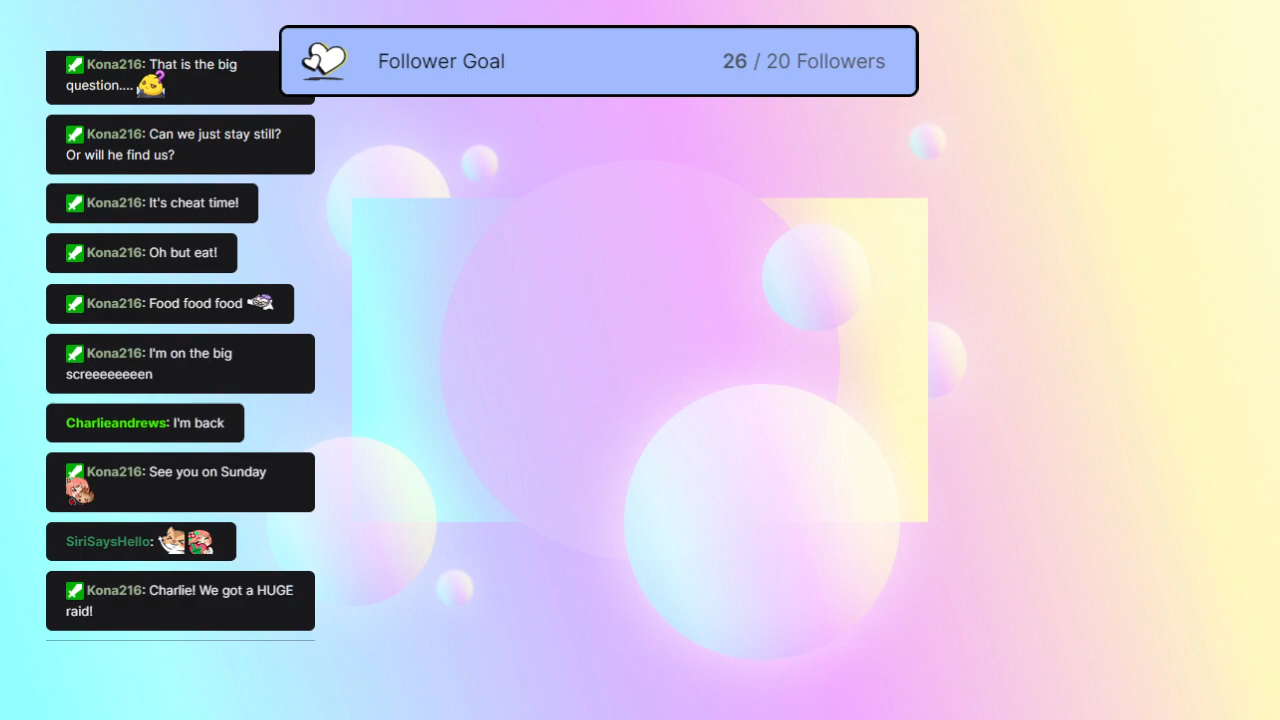 Follower Goal
26 / 20 Followers
Kona216: That is the big
question....
Kona216: Can we just stay still?
Or will he find us?
Kona216: It's cheat time!
Kona216: Oh but eat!
Kona216: Food food food
Kona216: I'm on the big
screeeeeeeen
Charlieandrews: I'm back
Kona216: See you on Sunday
SiriSaysHello:
Kona216: Charlie! We got a HUGE
raid!